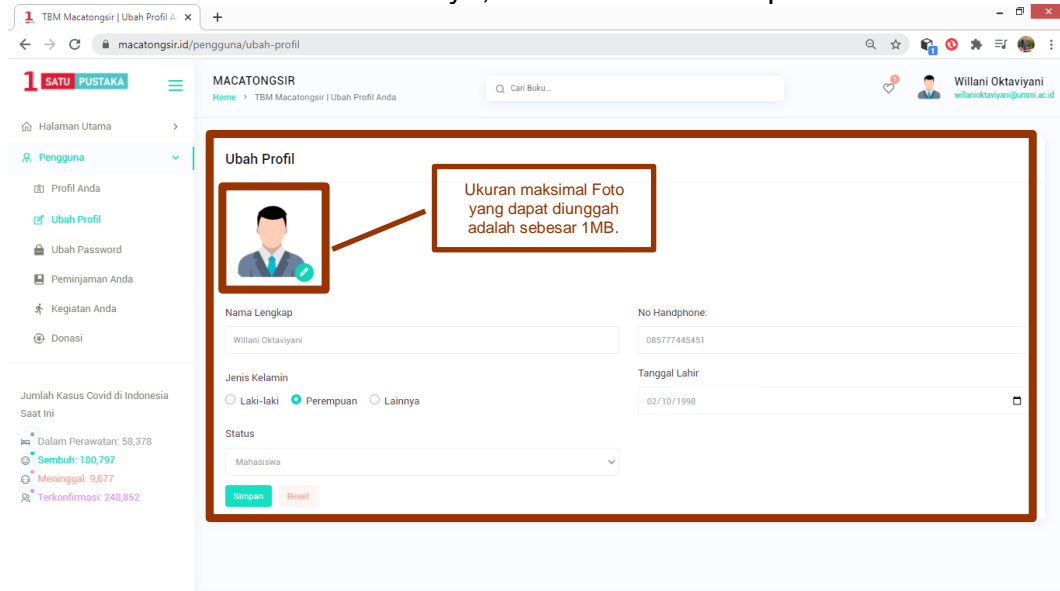 TBM Macatongsir | Ubah Profil A
macatongsir.id/pengguna/ubah-profil
1 SATU PUSTAKA
MACATONGSIR
Home > TBM Macatongsir | Ubah Profil Anda
Cari Buku...
Willani Oktaviyani
willanioktaviyani@ummi.ac.id
Halaman Utama
Pengguna
Profil Anda
Ubah Profil
Ubah Password
Peminjaman Anda
Kegiatan Anda
Donasi
Jumlah Kasus Covid di Indonesia
Saat Ini
Dalam Perawatan: 58,378
Sembuh: 180,797
Meninggal: 9,677
Terkonfirmasi: 248,852
Ubah Profil
Ukuran maksimal Foto
yang dapat diunggah
adalah sebesar 1MB.
Nama Lengkap
Willani Oktaviyani
No Handphone:
085777445451
Jenis Kelamin
Laki-laki Perempuan Lainnya
Tanggal Lahir
02/10/1998
Status
Mahasiswa
Simpan Reset